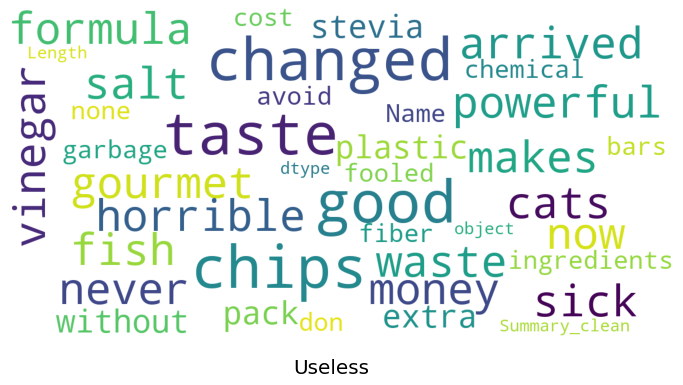 formula
cost
stevia
Length
changed
arrived
salt
chemical
vinegar
none
avoid
Name
powerful
taste
garbage
plastic
bars
dtype
makes
gourmet
fooled
horrible
good
cats
fish
fiber
object
now
chips
waste
ingredients
never
money
sick
without
pack
don
extra
Summary_clean
Useless